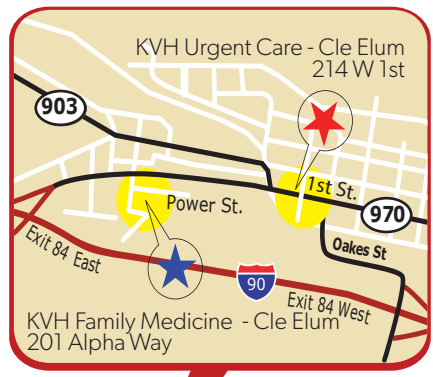 KVH Urgent Care - Cle Elum
214 W 1st
903
1st St.
Power St.
970
Oakes St
Exit 84 East
90
Exit 84 West
KVH Family Medicine - Cle Elum
201 Alpha Way